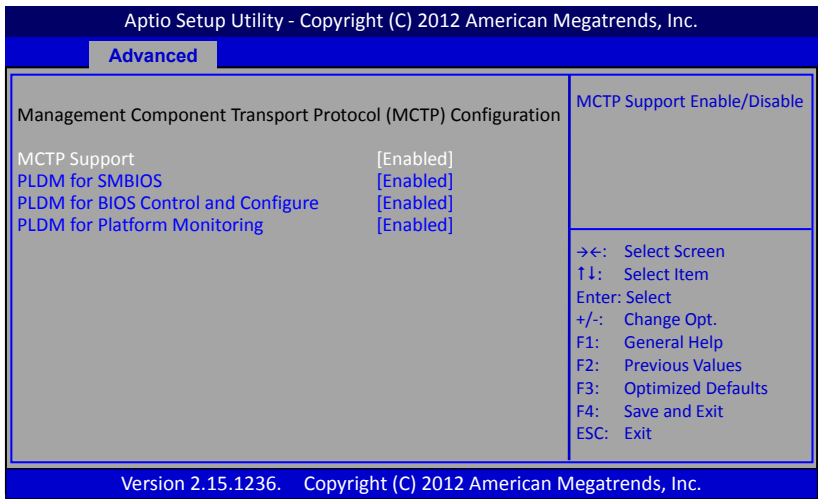 Aptio Setup Utility - Copyright (C) 2012 American Megatrends, Inc.
Advanced
Management Component Transport Protocol (MCTP) Configuration
MCTP Support [Enabled]
PLDM for SMBIOS [Enabled]
PLDM for BIOS Control and Configure [Enabled]
PLDM for Platform Monitoring [Enabled]
MCTP Support Enable/Disable
→←: Select Screen
↑↓: Select Item
Enter: Select
+/-: Change Opt.
F1: General Help
F2: Previous Values
F3: Optimized Defaults
F4: Save and Exit
ESC: Exit
Version 2.15.1236. Copyright (C) 2012 American Megatrends, Inc.